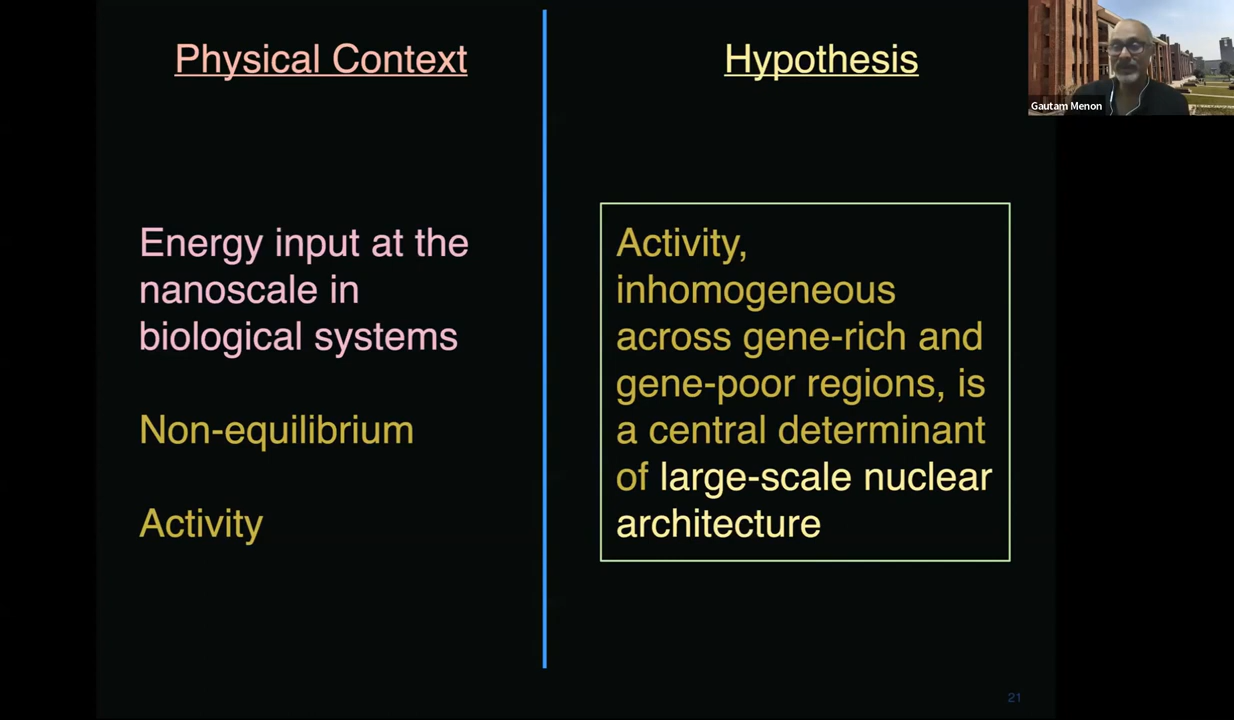 Physical Context
Energy input at the
nanoscale in
biological systems
Non-equilibrium
Activity
Hypothesis
Activity,
inhomogeneous
across gene-rich and
gene-poor regions, is
a central determinant
of large-scale nuclear
architecture
Gautam Menon
21